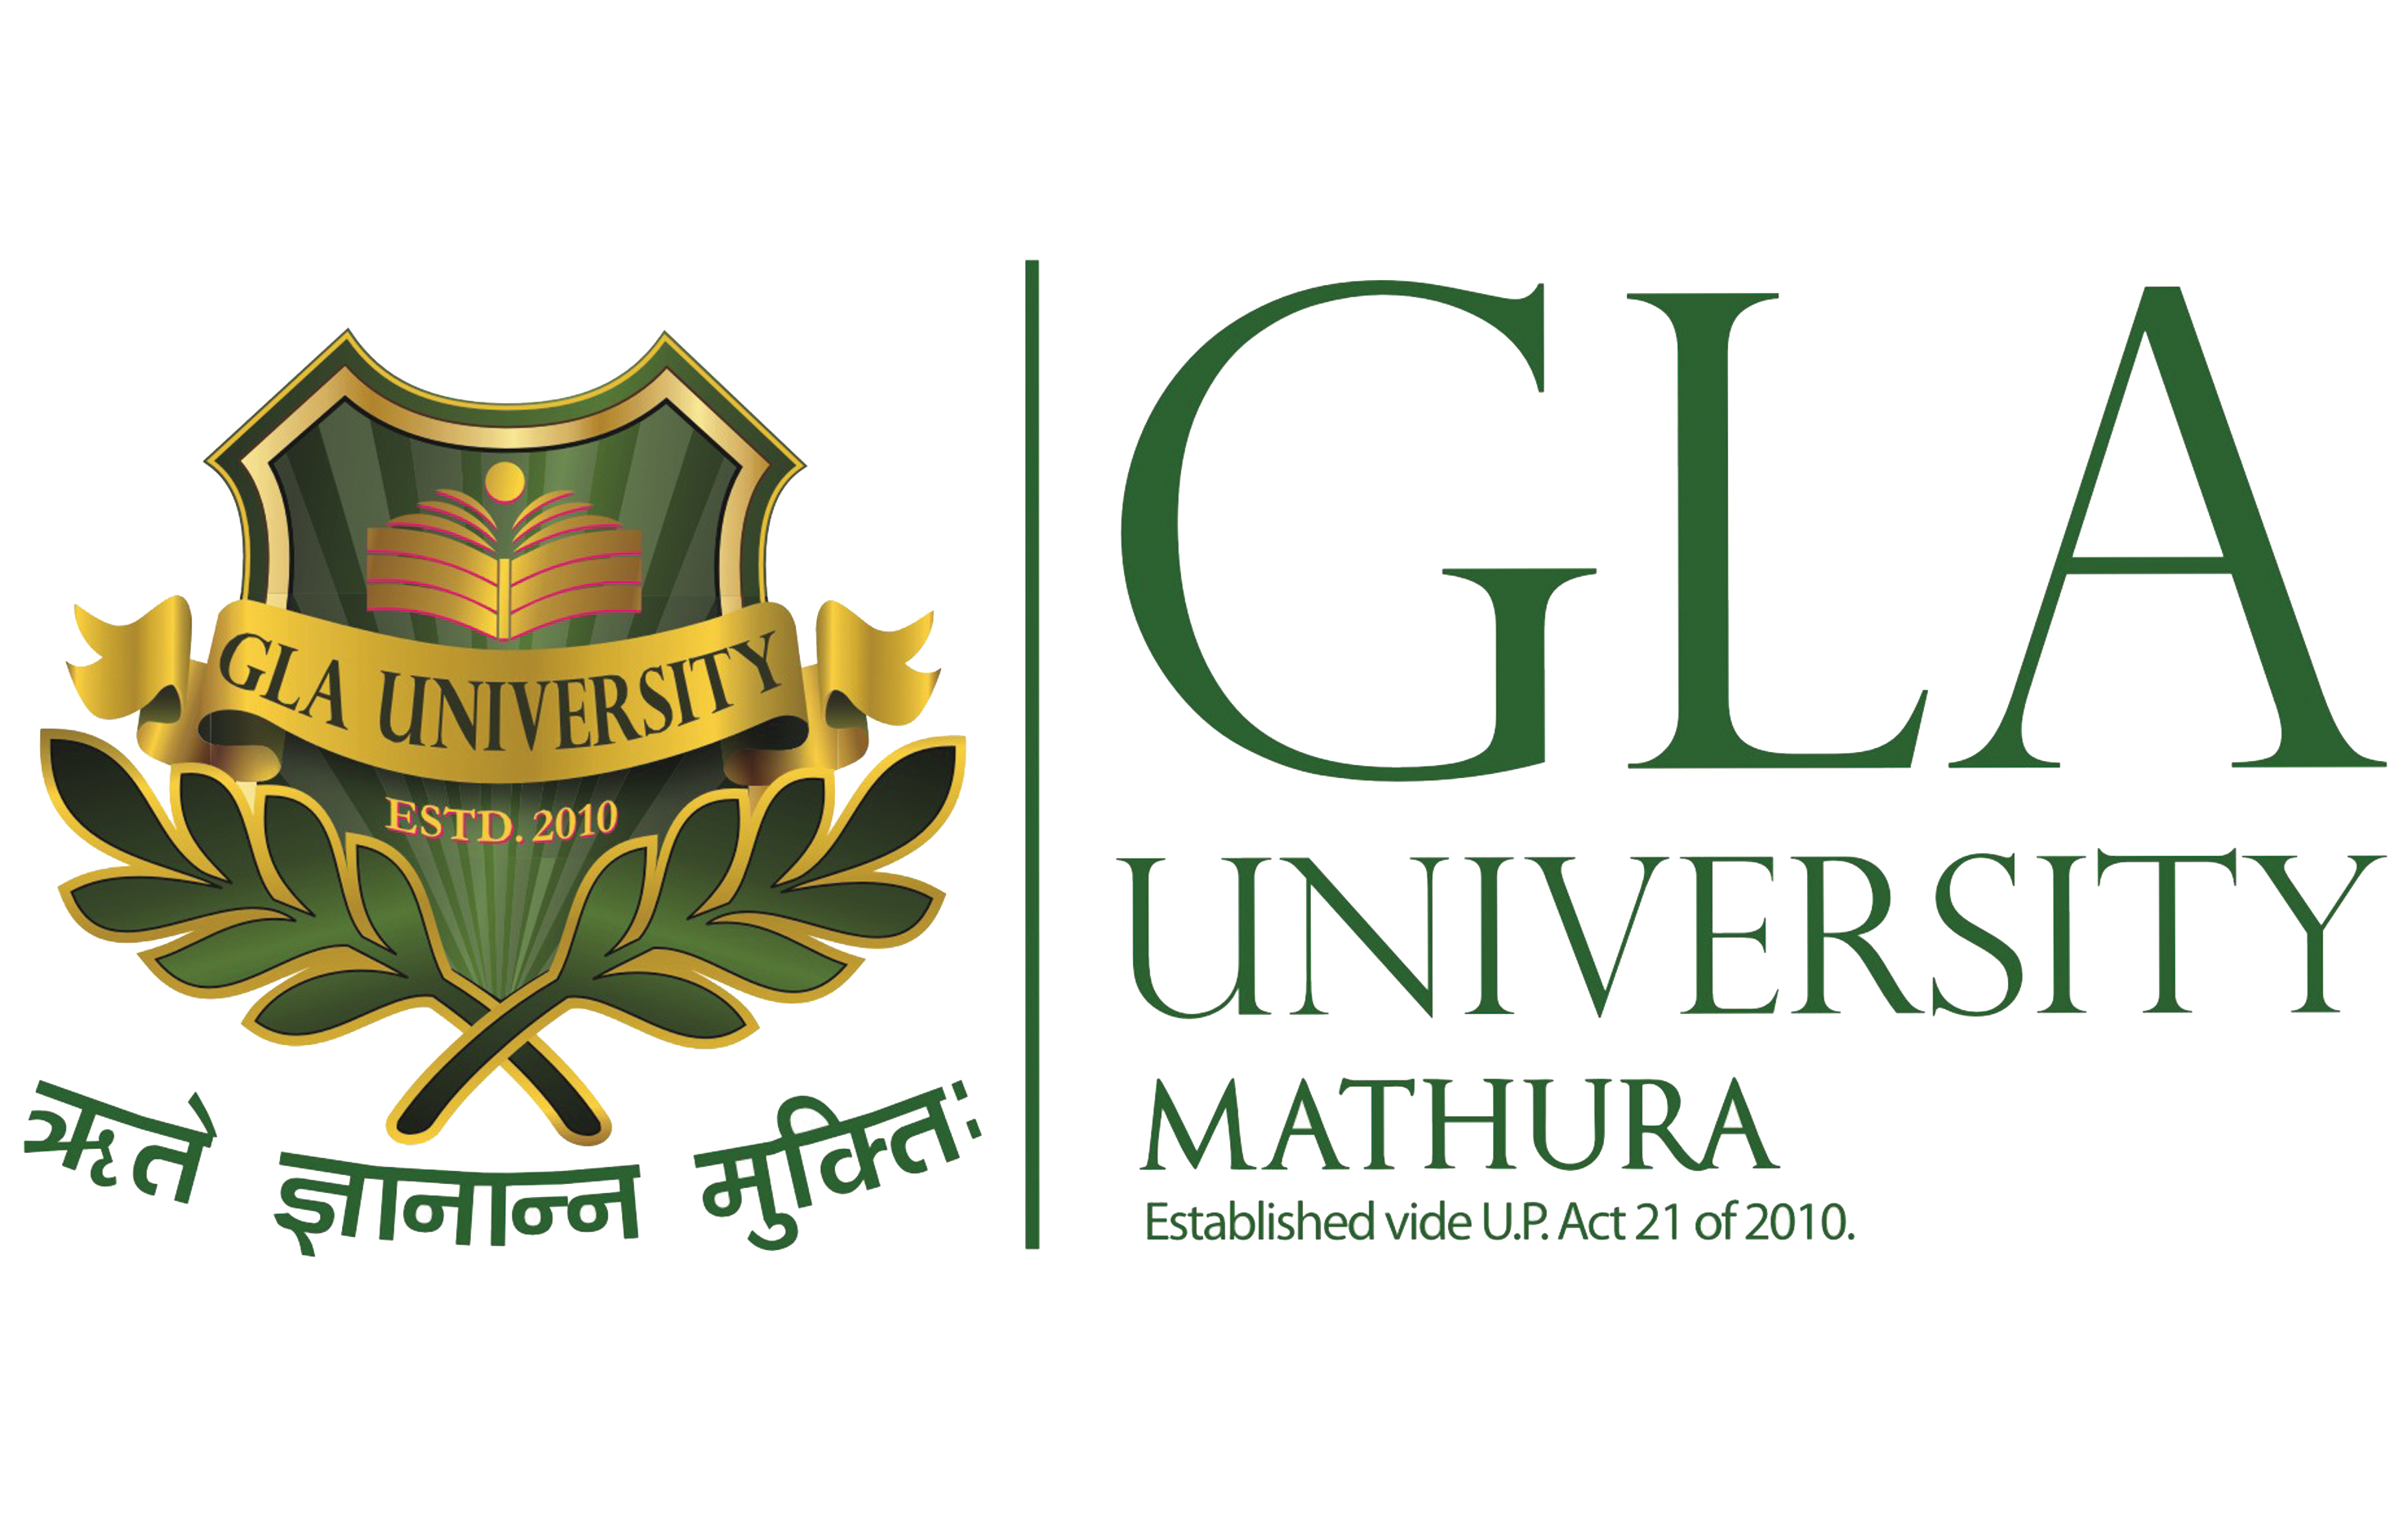 GLA UNIVERSITY
ESTD. 2010
ऋते ज्ञानान्न मुक्तिः
GLA
UNIVERSITY
MATHURA
Established vide U.P. Act 21 of 2010.